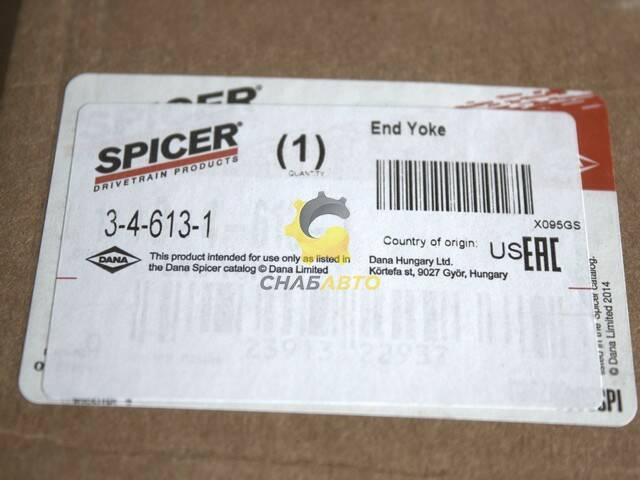 SPICER®
DRIVETRAIN PRODUCTS
(1)
QUANTITY
End Yoke
X095GS
3-4-613-1
Country of origin: US
EAC
DANA
This product intended for use only as listed in
the Dana Spicer catalog © Dana Limited
Dana Hungary Ltd.
Körtefa st, 9027 Györ, Hungary
СНАБАВТО
© Dana Limited 2014